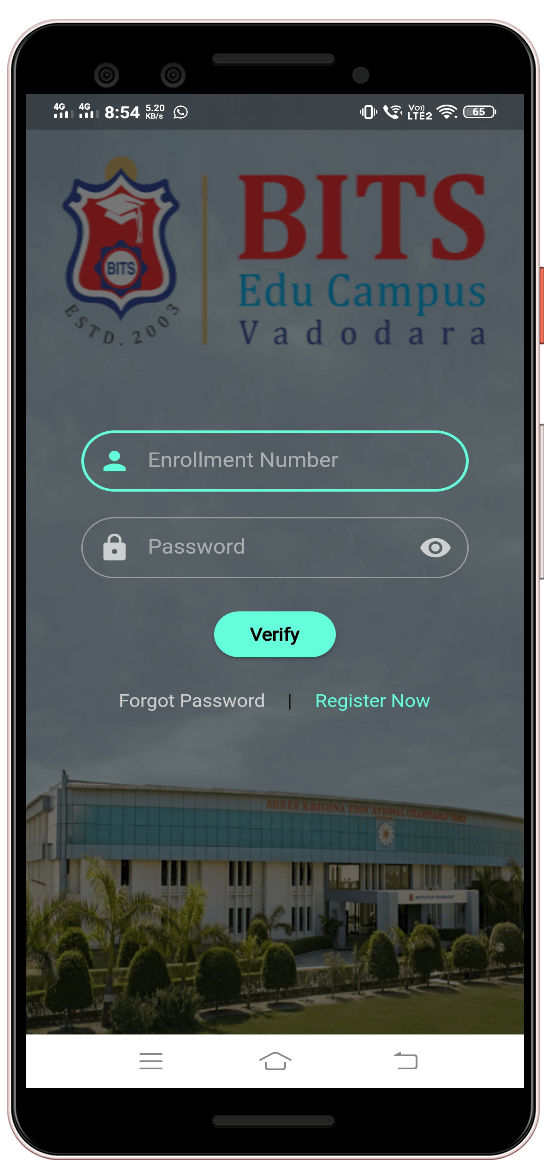 4G 4G 8:54 5.20 KB/s Vo)) LTE2 65
BITS
BITS
Edu Campus
Vadodara
ESTD. 2003
Enrollment Number
Password
Verify
Forgot Password | Register Now
SHREE KRISHNA EDUCATIONAL CHARITABLE TRUST